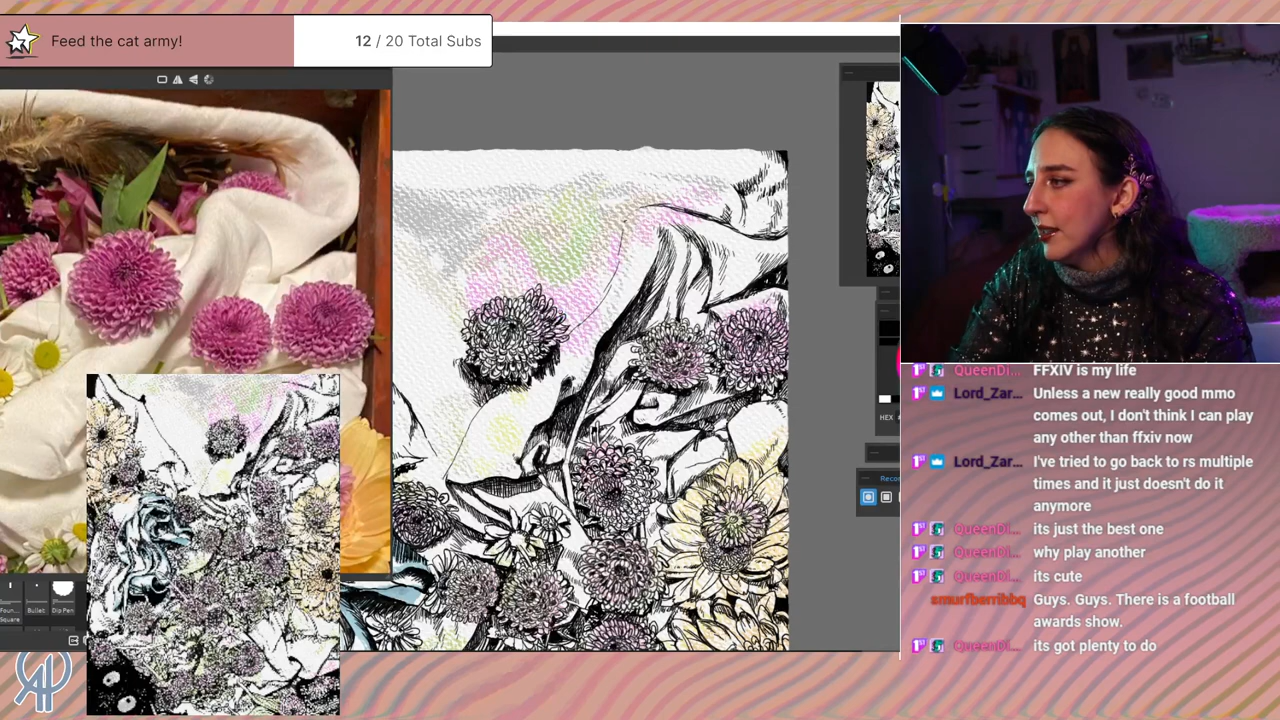 Feed the cat army!
12 / 20 Total Subs
Foun... Bullet Dip Pen
Square
HEX
Recor
QueenDi... FFXIV is my life
Lord_Zar... Unless a new really good mmo
comes out, I don't think I can play
any other than ffxiv now
Lord_Zar... I've tried to go back to rs multiple
times and it just doesn't do it
anymore
QueenDi... its just the best one
QueenDi... why play another
QueenDi... its cute
smurfberribbq Guys. Guys. There is a football
awards show.
QueenDi... its got plenty to do